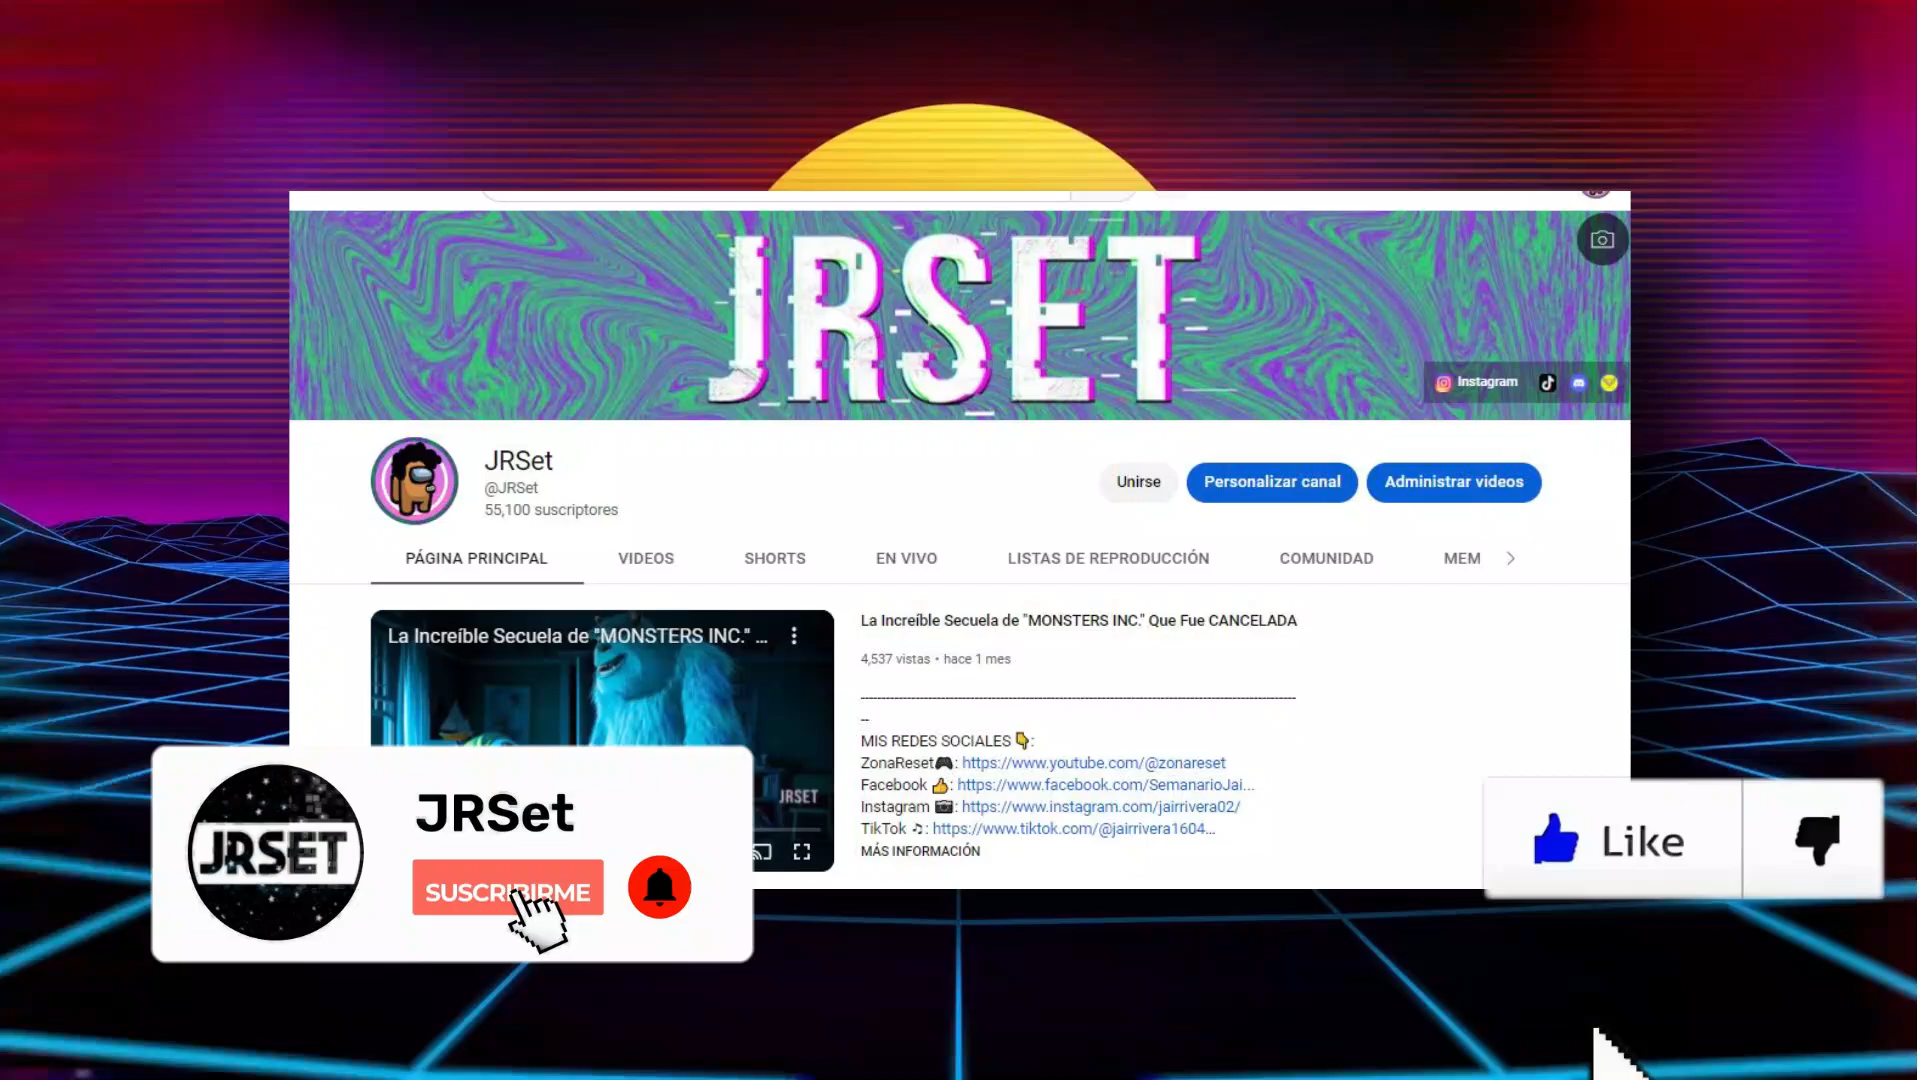 JRSET
Instagram
JRSet
@JRSet
55,100 suscriptores
Unirse
Personalizar canal
Administrar videos
PÁGINA PRINCIPAL
VIDEOS
SHORTS
EN VIVO
LISTAS DE REPRODUCCIÓN
COMUNIDAD
MEM
La Increíble Secuela de "MONSTERS INC." ...
JRSET
La Increíble Secuela de "MONSTERS INC." Que Fue CANCELADA
4,537 vistas • hace 1 mes
--
MIS REDES SOCIALES 👇:
ZonaReset🎮: https://www.youtube.com/@zonareset
Facebook 👍: https://www.facebook.com/SemanarioJai...
Instagram 📷: https://www.instagram.com/jairrivera02/
TikTok ♫: https://www.tiktok.com/@jairrivera1604...
MÁS INFORMACIÓN
JRSET
JRSet
SUSCRIBIRME
Like